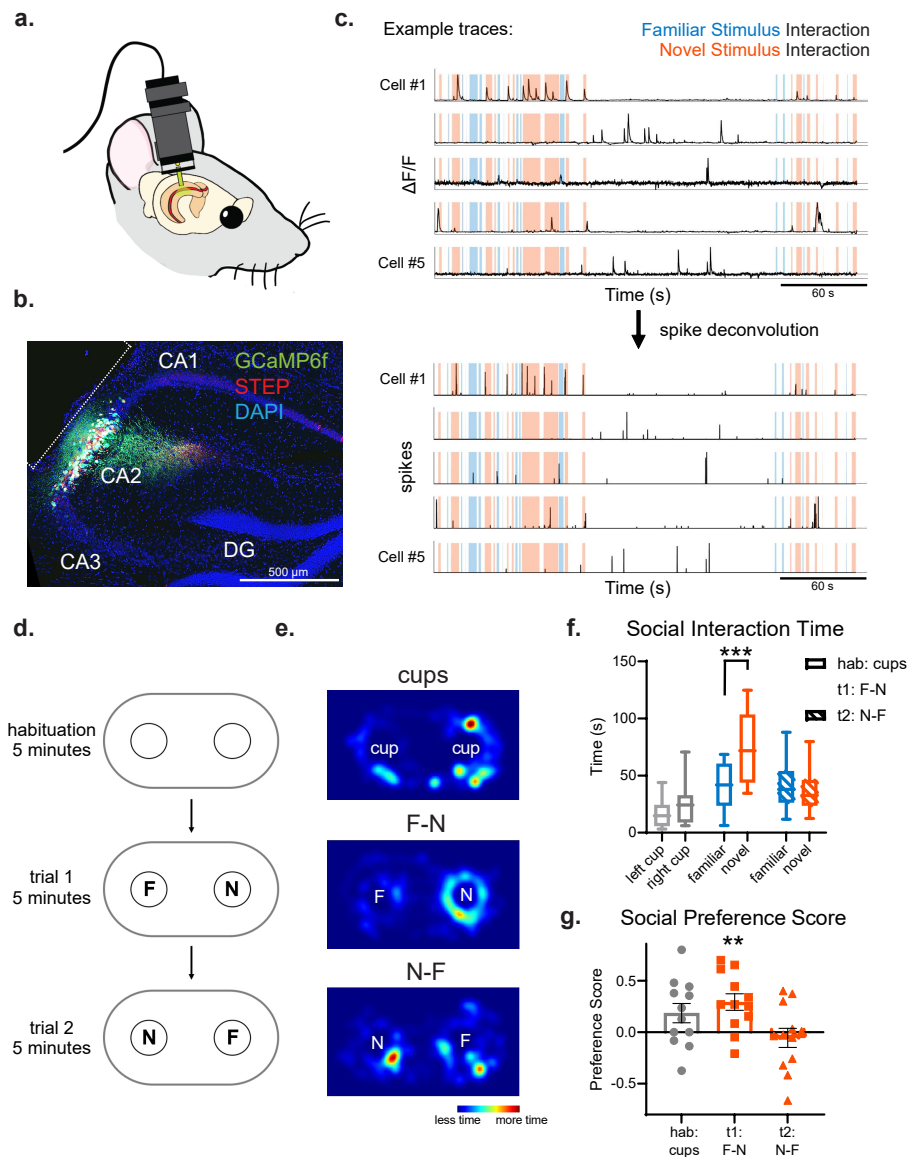 a.
b.
CA1
GCaMP6f
STEP
DAPI
CA2
CA3
DG
500 µm
c.
Example traces:
Familiar Stimulus Interaction
Novel Stimulus Interaction
Cell #1
ΔF/F
Cell #5
Time (s)
60 s
spike deconvolution
Cell #1
spikes
Cell #5
Time (s)
60 s
d.
habituation
5 minutes
trial 1
5 minutes
F
N
trial 2
5 minutes
N
F
e.
cups
cup
cup
F-N
F
N
N-F
N
F
less time
more time
f.
Social Interaction Time
***
hab: cups
t1: F-N
t2: N-F
Time (s)
150
100
50
0
left cup
right cup
familiar
novel
familiar
novel
g.
Social Preference Score
**
Preference Score
0.5
0.0
-0.5
hab:
cups
t1:
F-N
t2:
N-F